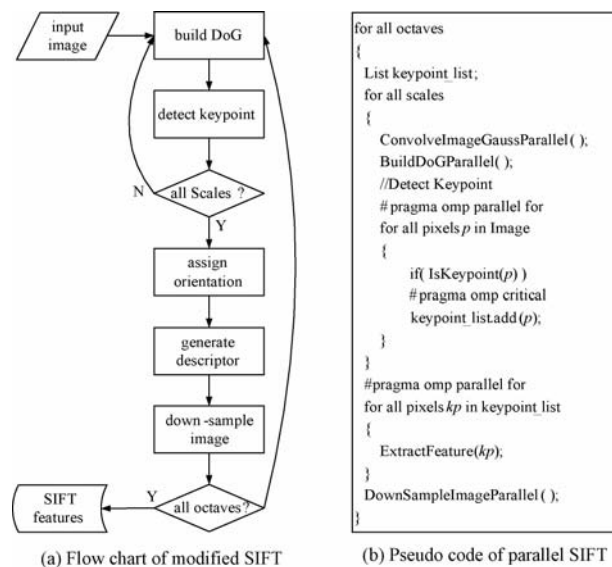 input
image
build DoG
detect keypoint
N
all Scales ?
Y
assign
orientation
generate
descriptor
down -sample
image
Y
all octaves?
SIFT
features
(a) Flow chart of modified SIFT
for all octaves
{
List keypoint_list;
for all scales
{
ConvolveImageGaussParallel( );
BuildDoGParallel( );
//Detect Keypoint
# pragma omp parallel for
for all pixels p in Image
{
if( IsKeypoint(p) )
# pragma omp critical
keypoint_list.add (p);
}
}
#pragma omp parallel for
for all pixels kp in keypoint_list
{
ExtractFeature(kp);
}
DownSampleImageParallel ( );
}
(b) Pseudo code of parallel SIFT